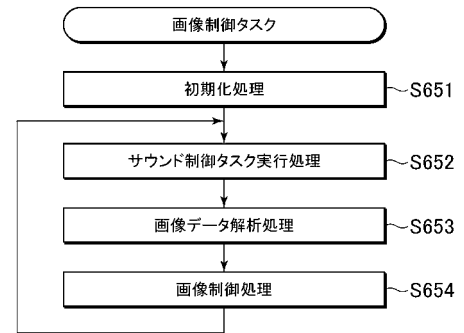 画像制御タスク
初期化処理
S651
サウンド制御タスク実行処理
S652
画像データ解析処理
S653
画像制御処理
S654